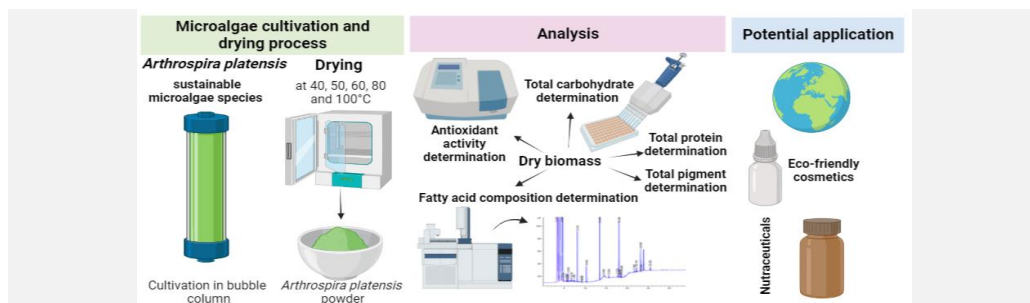 Microalgae cultivation and
drying process
Arthrospira platensis
sustainable
microalgae species
Drying
at 40, 50, 60, 80
and 100°C
Cultivation in bubble
column
Arthrospira platensis
powder
Analysis
Total carbohydrate
determination
Antioxidant
activity
determination
Dry biomass
Total protein
determination
Total pigment
determination
Fatty acid composition determination
Potential application
Eco-friendly
cosmetics
Nutraceuticals